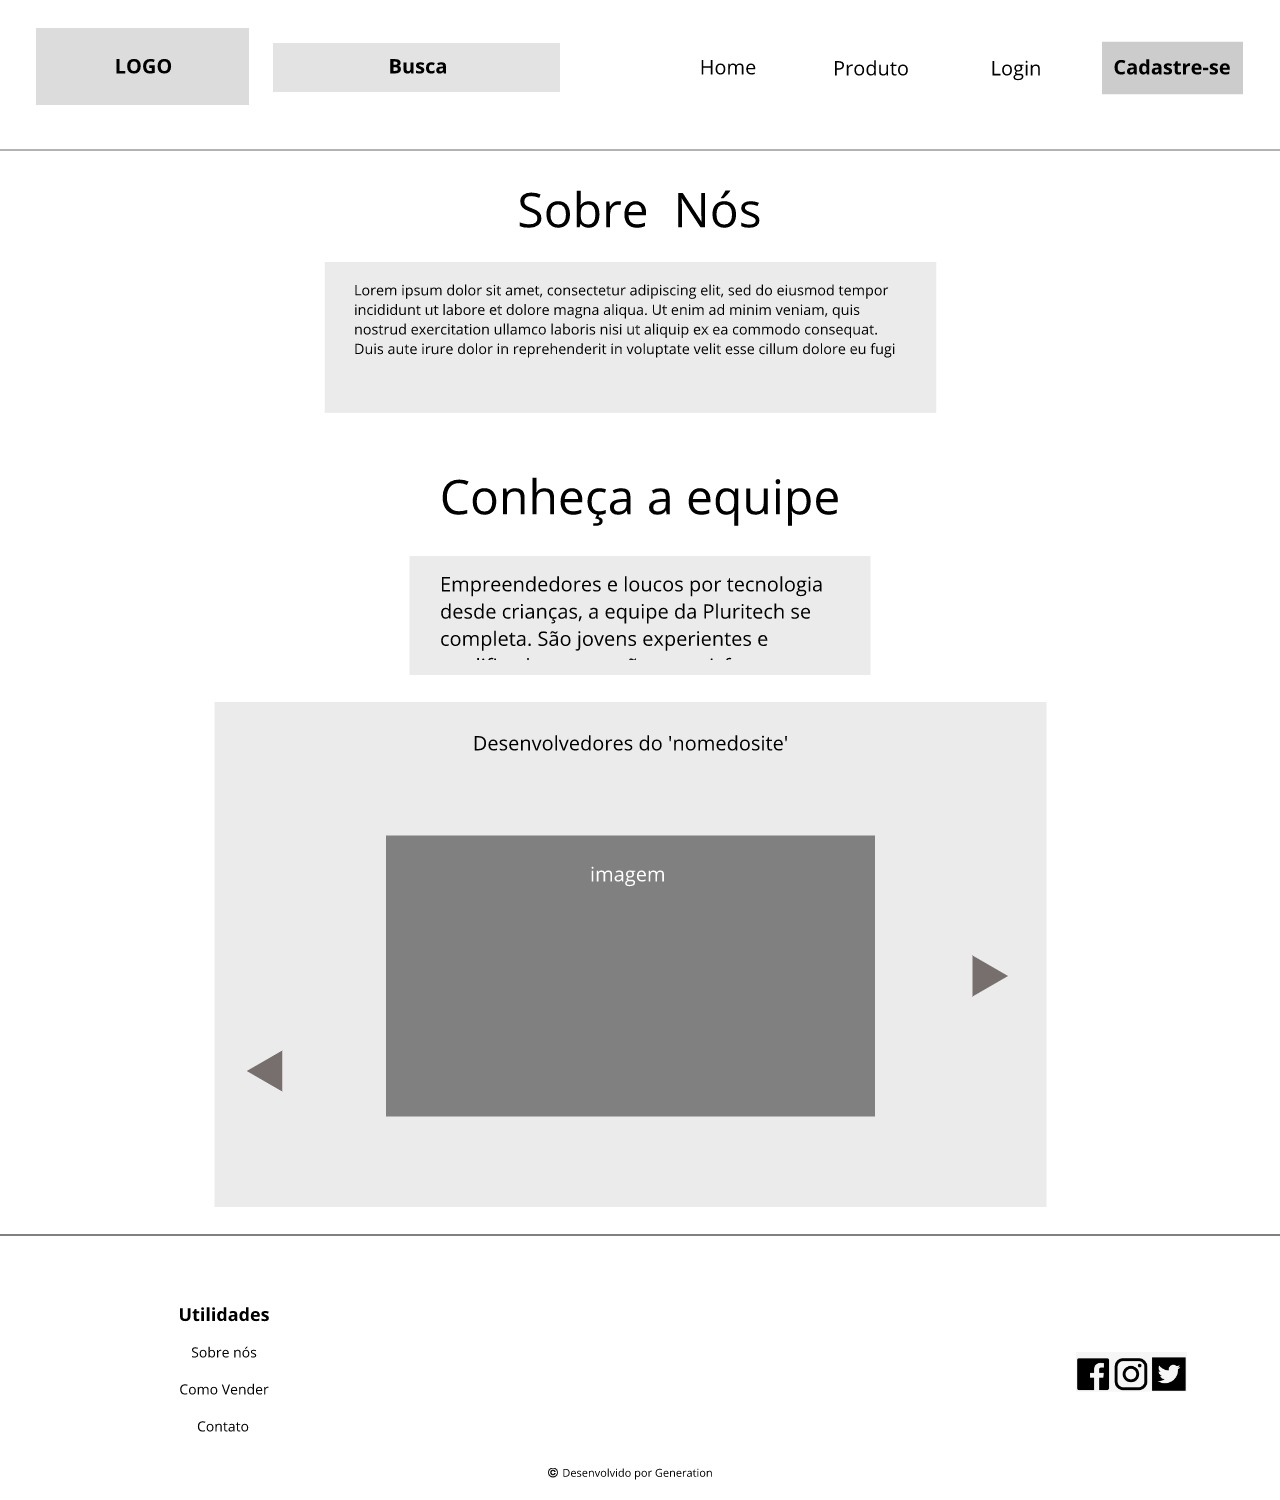 LOGO
Busca
Home
Produto
Login
Cadastre-se
Sobre Nós
Lorem ipsum dolor sit amet, consectetur adipiscing elit, sed do eiusmod tempor
incididunt ut labore et dolore magna aliqua. Ut enim ad minim veniam, quis
nostrud exercitation ullamco laboris nisi ut aliquip ex ea commodo consequat.
Duis aute irure dolor in reprehenderit in voluptate velit esse cillum dolore eu fugi
Conheça a equipe
Empreendedores e loucos por tecnologia
desde crianças, a equipe da Pluritech se
completa. São jovens experientes e
Desenvolvedores do 'nomedosite'
imagem
Utilidades
Sobre nós
Como Vender
Contato
© Desenvolvido por Generation